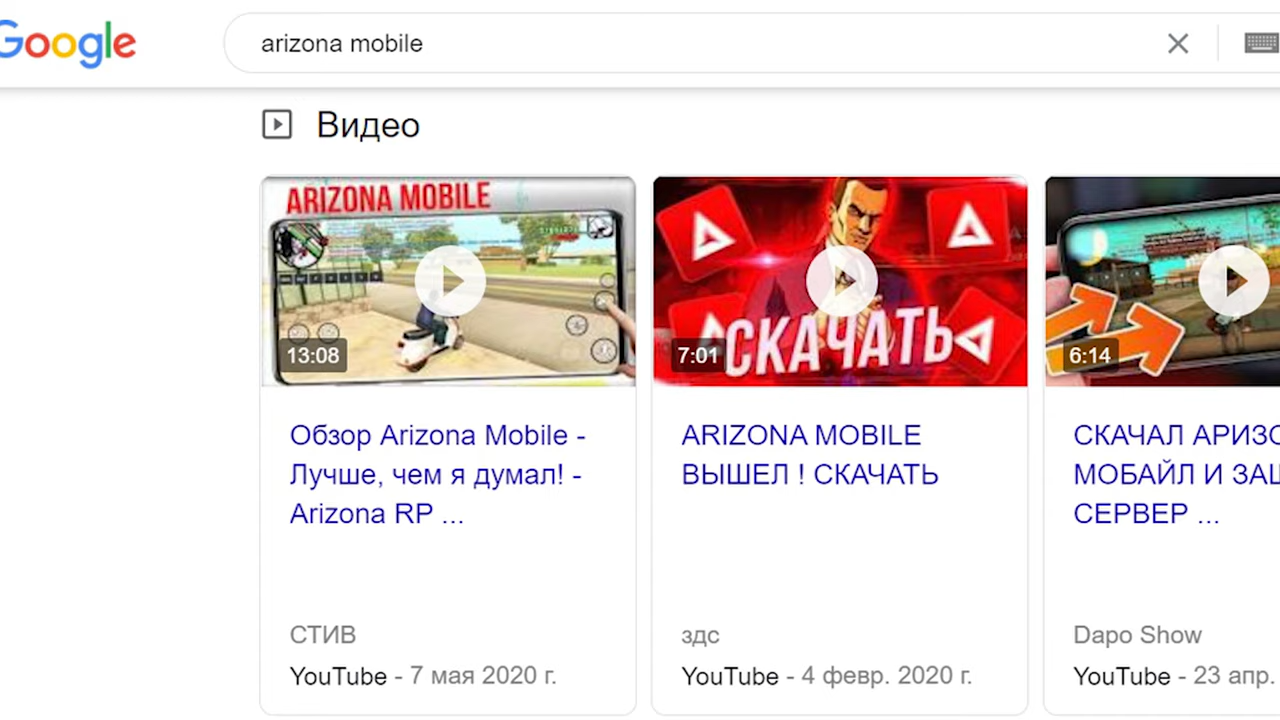 Google
arizona mobile
Видео
ARIZONA MOBILE
13:08
СКАЧАТЬ
7:01
6:14
Обзор Arizona Mobile -
Лучше, чем я думал! -
Arizona RP ...
ARIZONA MOBILE
ВЫШЕЛ ! СКАЧАТЬ
СКАЧАЛ
МОБАЙЛ И
СЕРВЕР ...
СТИВ
здс
Dapo Show
YouTube - 7 мая 2020 г.
YouTube - 4 февр. 2020 г.
YouTube - 23 апр.